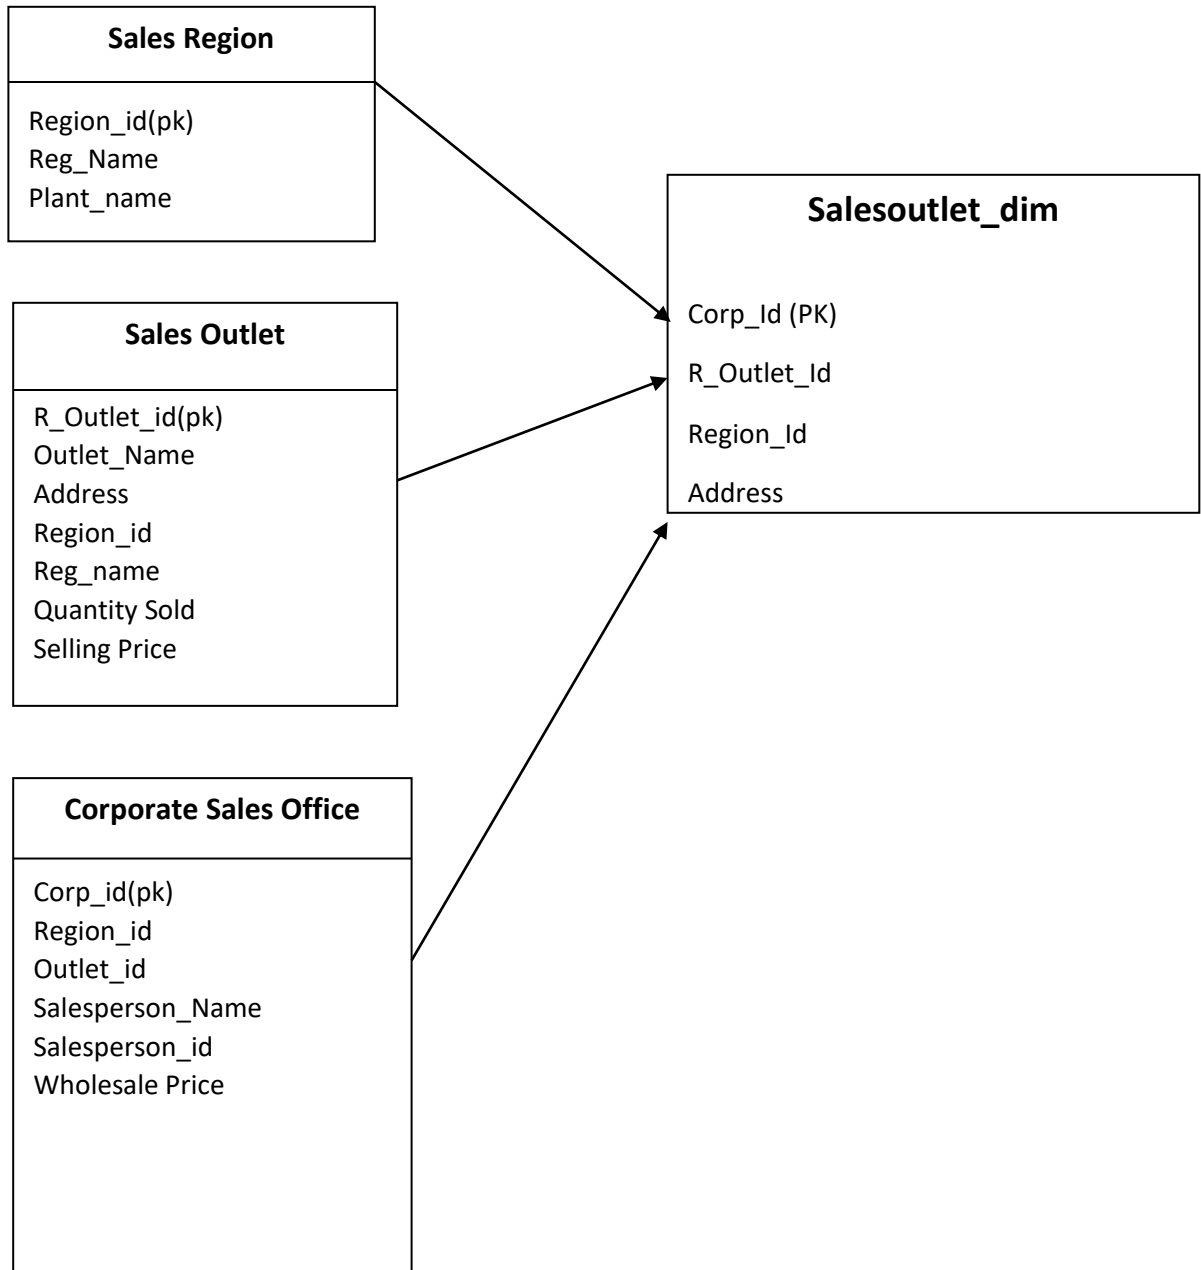 Sales Region
Region_id(pk)
Reg_Name
Plant_name
Sales Outlet
R_Outlet_id(pk)
Outlet_Name
Address
Region_id
Reg_name
Quantity Sold
Selling Price
Corporate Sales Office
Corp_id(pk)
Region_id
Outlet_id
Salesperson_Name
Salesperson_id
Wholesale Price
Salesoutlet_dim
Corp_Id (PK)
R_Outlet_Id
Region_Id
Address